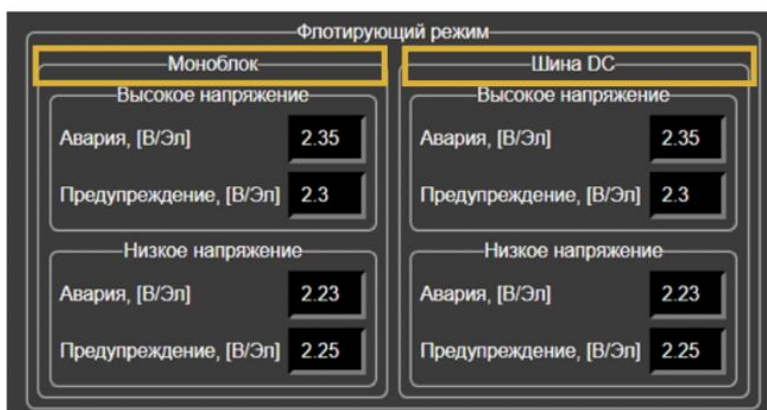 Флотирующий режим
Моноблок
Высокое напряжение
Авария, [В/Эл] 2.35
Предупреждение, [В/Эл] 2.3
Низкое напряжение
Авария, [В/Эл] 2.23
Предупреждение, [В/Эл] 2.25
Шина DC
Высокое напряжение
Авария, [В/Эл] 2.35
Предупреждение, [В/Эл] 2.3
Низкое напряжение
Авария, [В/Эл] 2.23
Предупреждение, [В/Эл] 2.25